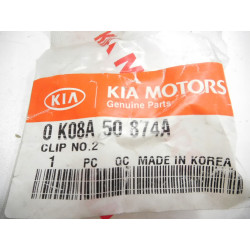 KIA
KIA MOTORS
Genuine Parts
0 K08A 50 874A
CLIP NO.2
1 PC QC MADE IN KOREA